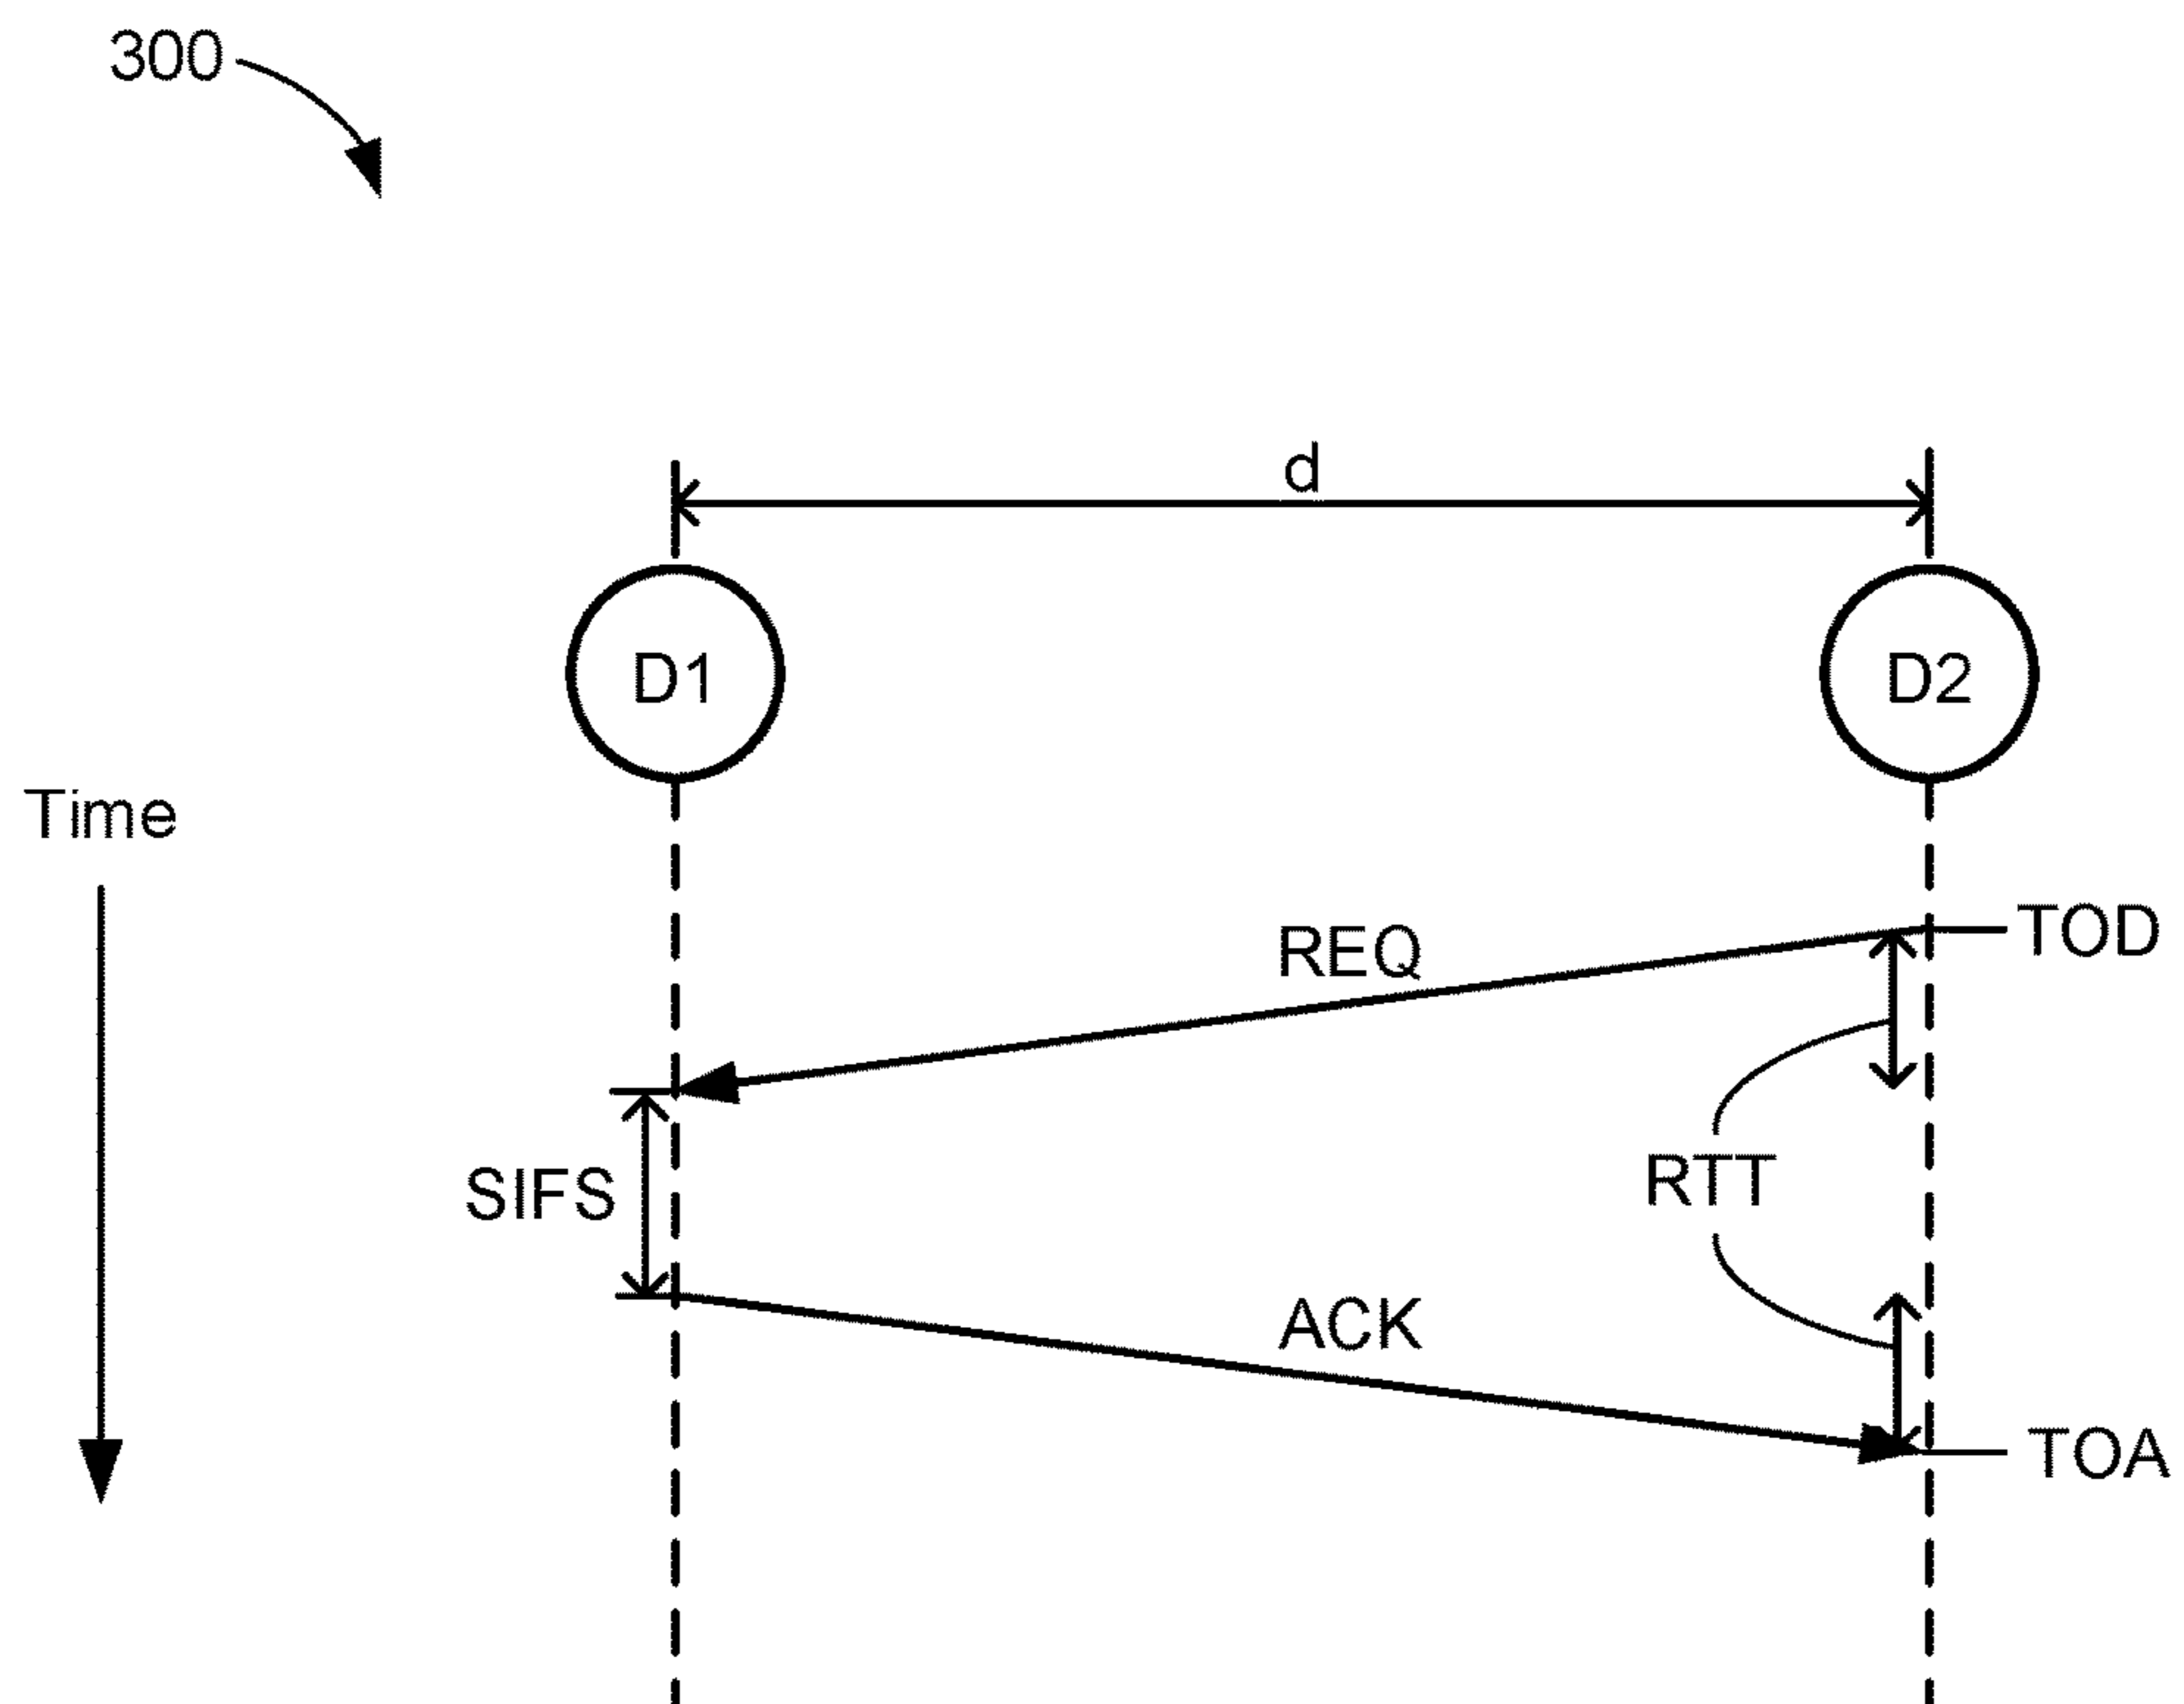 300
d
D1
D2
Time
TOD
REQ
RTT
SIFS
ACK
TOA